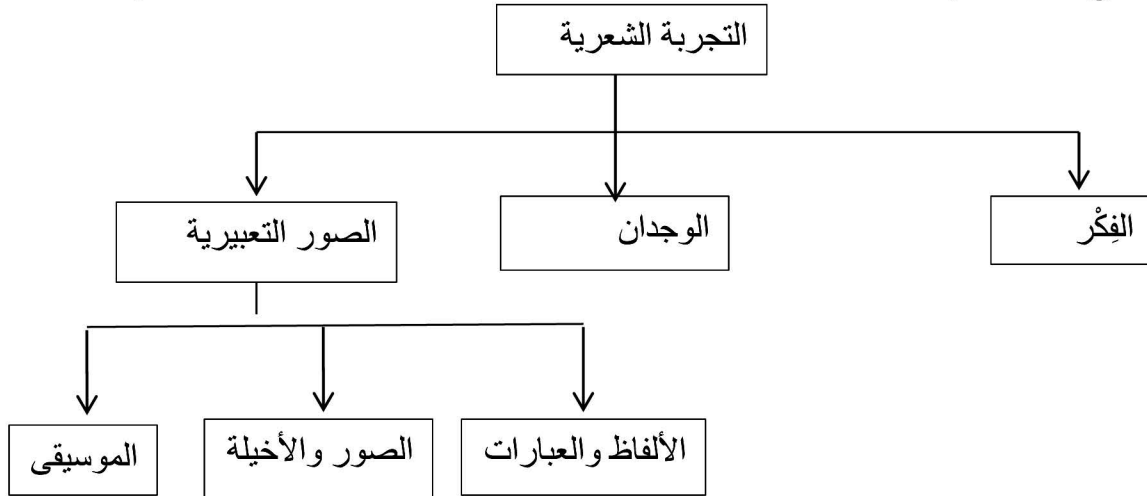 التجربة الشعرية
الفِكْر
الوجدان
الصور التعبيرية
الألفاظ والعبارات
الصور والأخيلة
الموسيقى